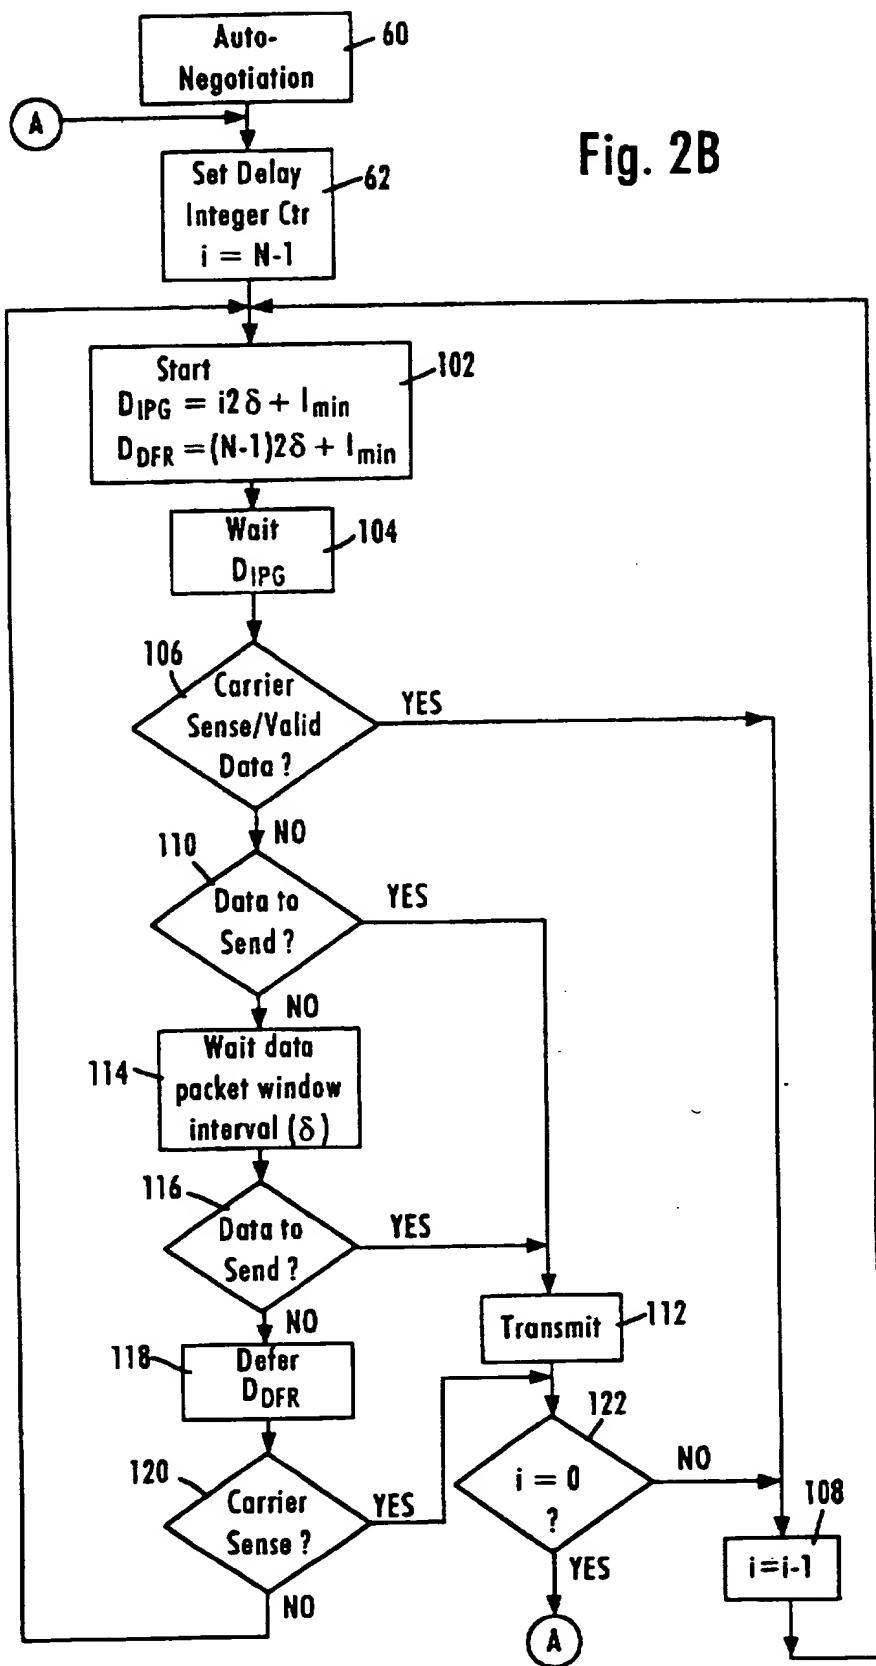 Auto-
Negotiation
60
A
Fig. 2B
Set Delay
Integer Ctr
i = N-1
62
Start
D_IPG = i2δ + I_min
D_DFR = (N-1)2δ + I_min
102
Wait
D_IPG
104
106
Carrier
Sense/Valid
Data ?
YES
NO
110
Data to
Send ?
YES
NO
114
Wait data
packet window
interval (δ)
116
Data to
Send ?
YES
NO
Transmit
112
118
Defer
D_DFR
122
i = 0
?
NO
YES
120
Carrier
Sense ?
YES
NO
108
i=i-1
A